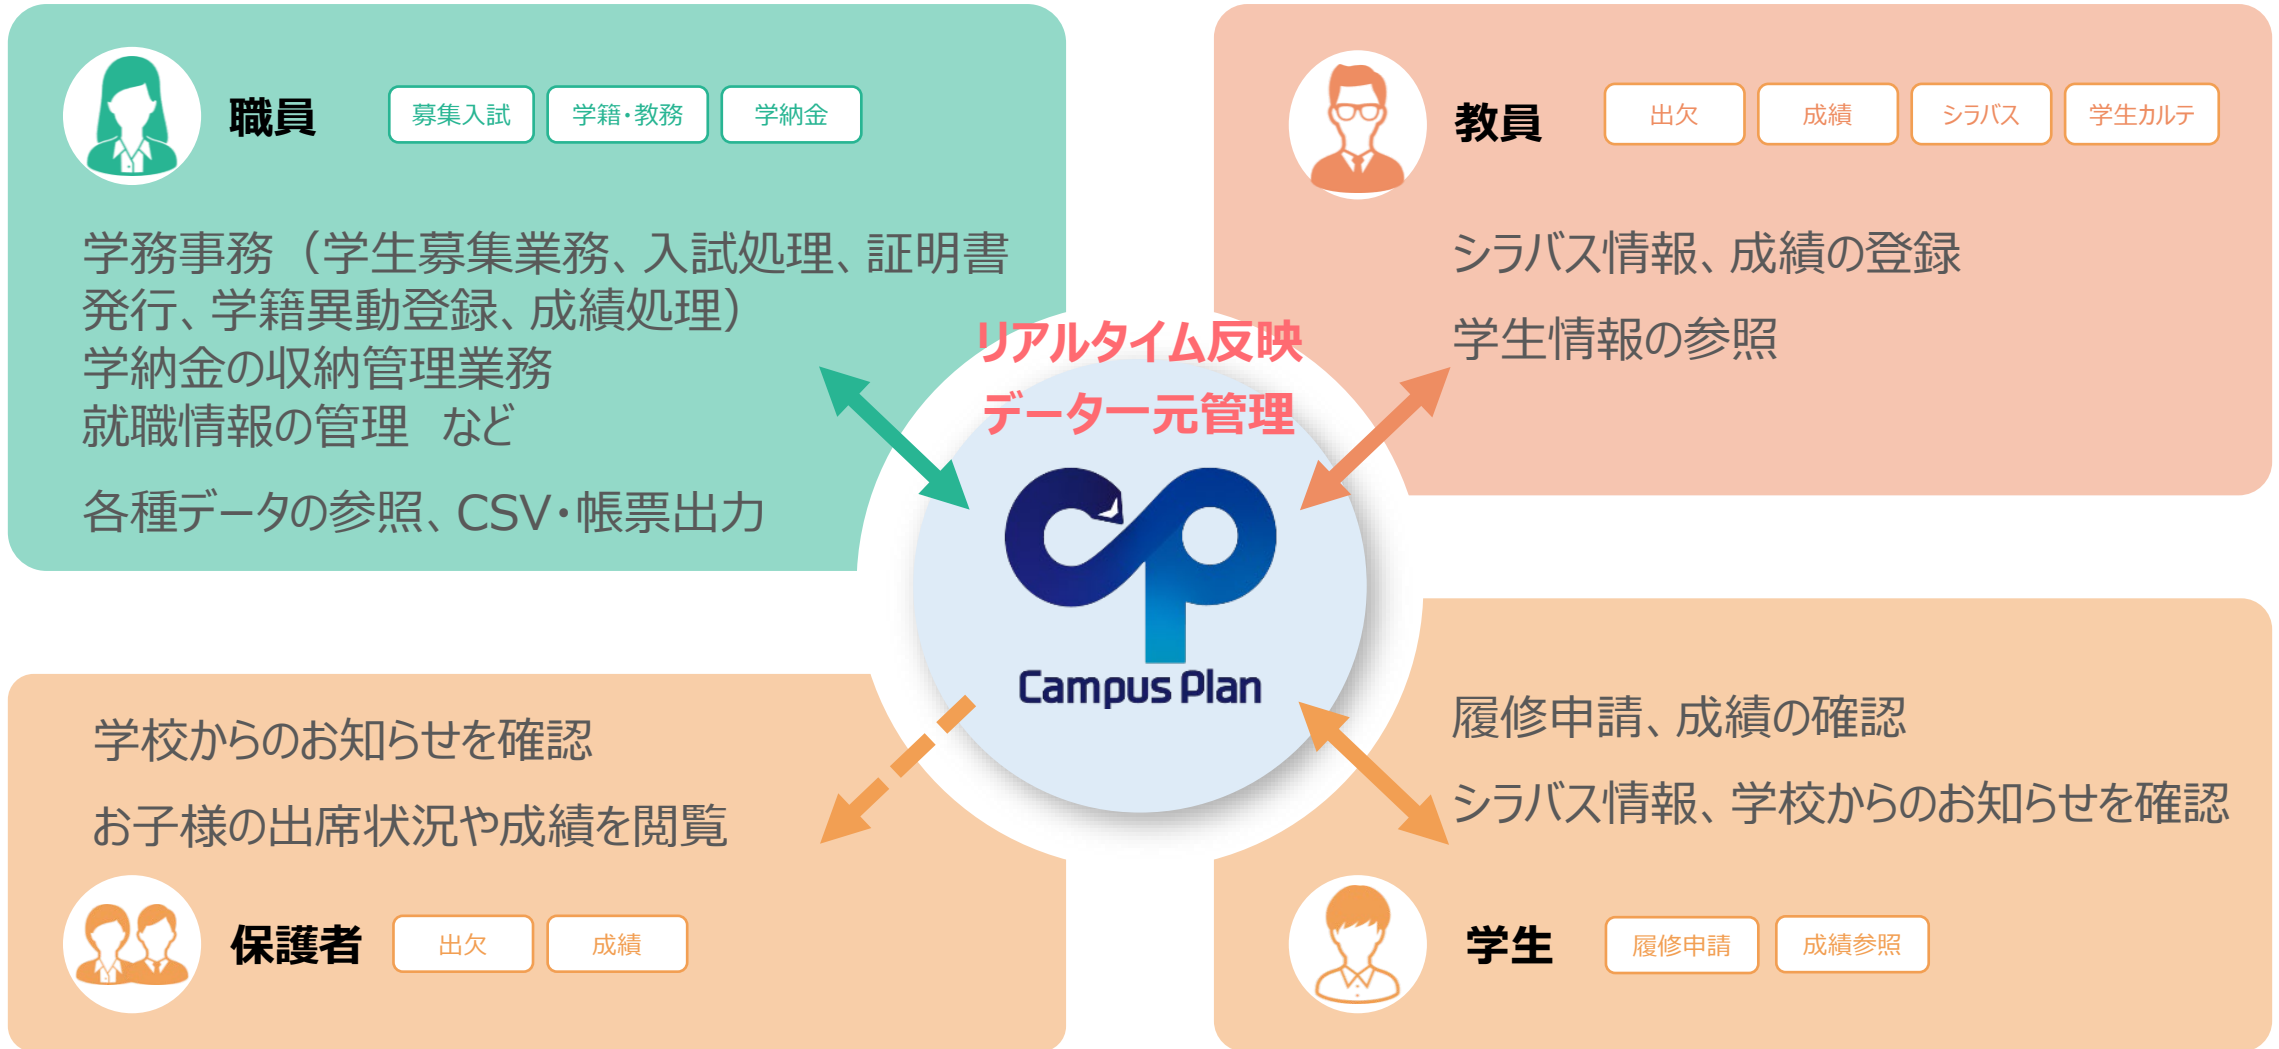 職員
募集入試
学籍・教務
学納金
学務事務（学生募集業務、入試処理、証明書
発行、学籍異動登録、成績処理）
学納金の収納管理業務
就職情報の管理　など
各種データの参照、CSV・帳票出力
教員
出欠
成績
シラバス
学生カルテ
シラバス情報、成績の登録
学生情報の参照
リアルタイム反映
データ一元管理
Campus Plan
学校からのお知らせを確認
お子様の出席状況や成績を閲覧
保護者
出欠
成績
履修申請、成績の確認
シラバス情報、学校からのお知らせを確認
学生
履修申請
成績参照